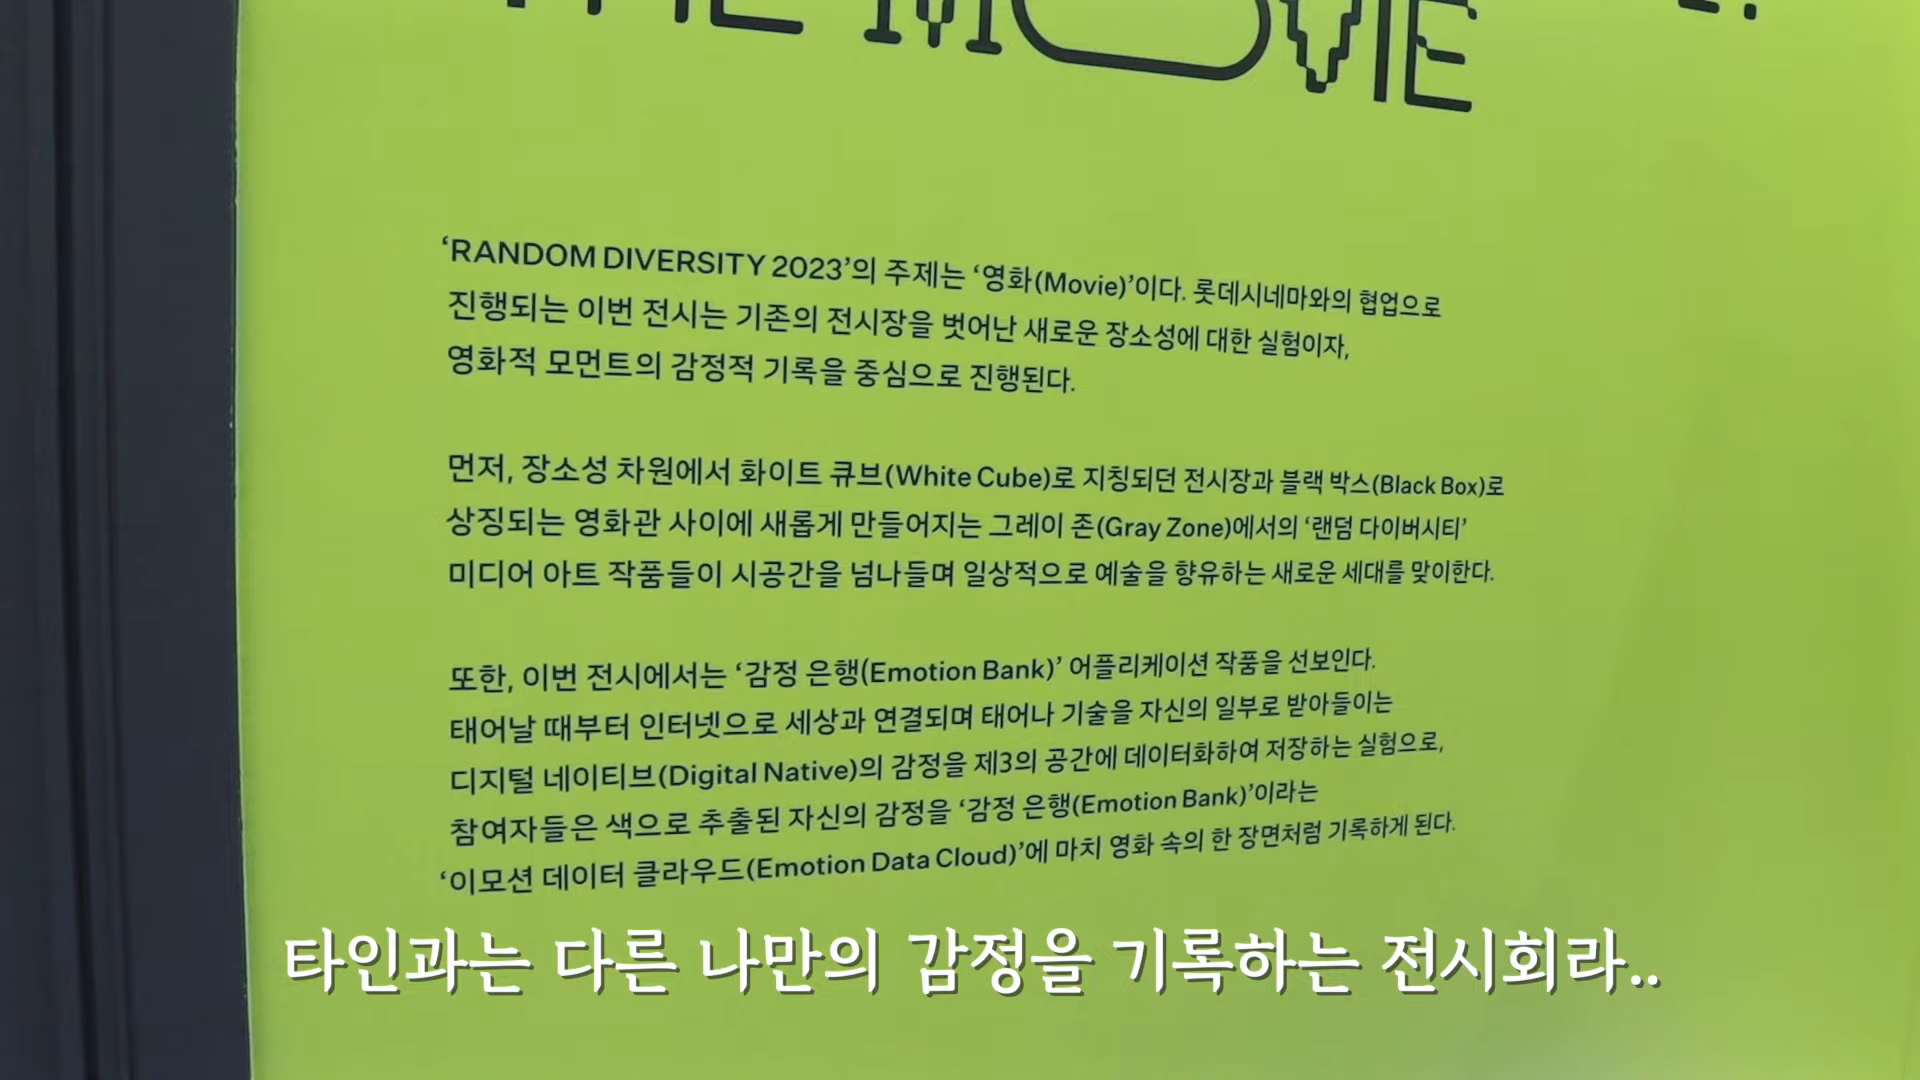 THE MOVIE
‘RANDOM DIVERSITY 2023’의 주제는 ‘영화(Movie)’이다. 롯데시네마와의 협업으로
진행되는 이번 전시는 기존의 전시장을 벗어난 새로운 장소성에 대한 실험이자,
영화적 모먼트의 감정적 기록을 중심으로 진행된다.
먼저, 장소성 차원에서 화이트 큐브(White Cube)로 지칭되던 전시장과 블랙 박스(Black Box)로
상징되는 영화관 사이에 새롭게 만들어지는 그레이 존(Gray Zone)에서의 ‘랜덤 다이버시티’
미디어 아트 작품들이 시공간을 넘나들며 일상적으로 예술을 향유하는 새로운 세대를 맞이한다.
또한, 이번 전시에서는 ‘감정 은행(Emotion Bank)’ 어플리케이션 작품을 선보인다.
태어날 때부터 인터넷으로 세상과 연결되며 태어나 기술을 자신의 일부로 받아들이는
디지털 네이티브(Digital Native)의 감정을 제3의 공간에 데이터화하여 저장하는 실험으로,
참여자들은 색으로 추출된 자신의 감정을 ‘감정 은행(Emotion Bank)’이라는
‘이모션 데이터 클라우드(Emotion Data Cloud)’에 마치 영화 속의 한 장면처럼 기록하게 된다.
타인과는 다른 나만의 감정을 기록하는 전시회라..